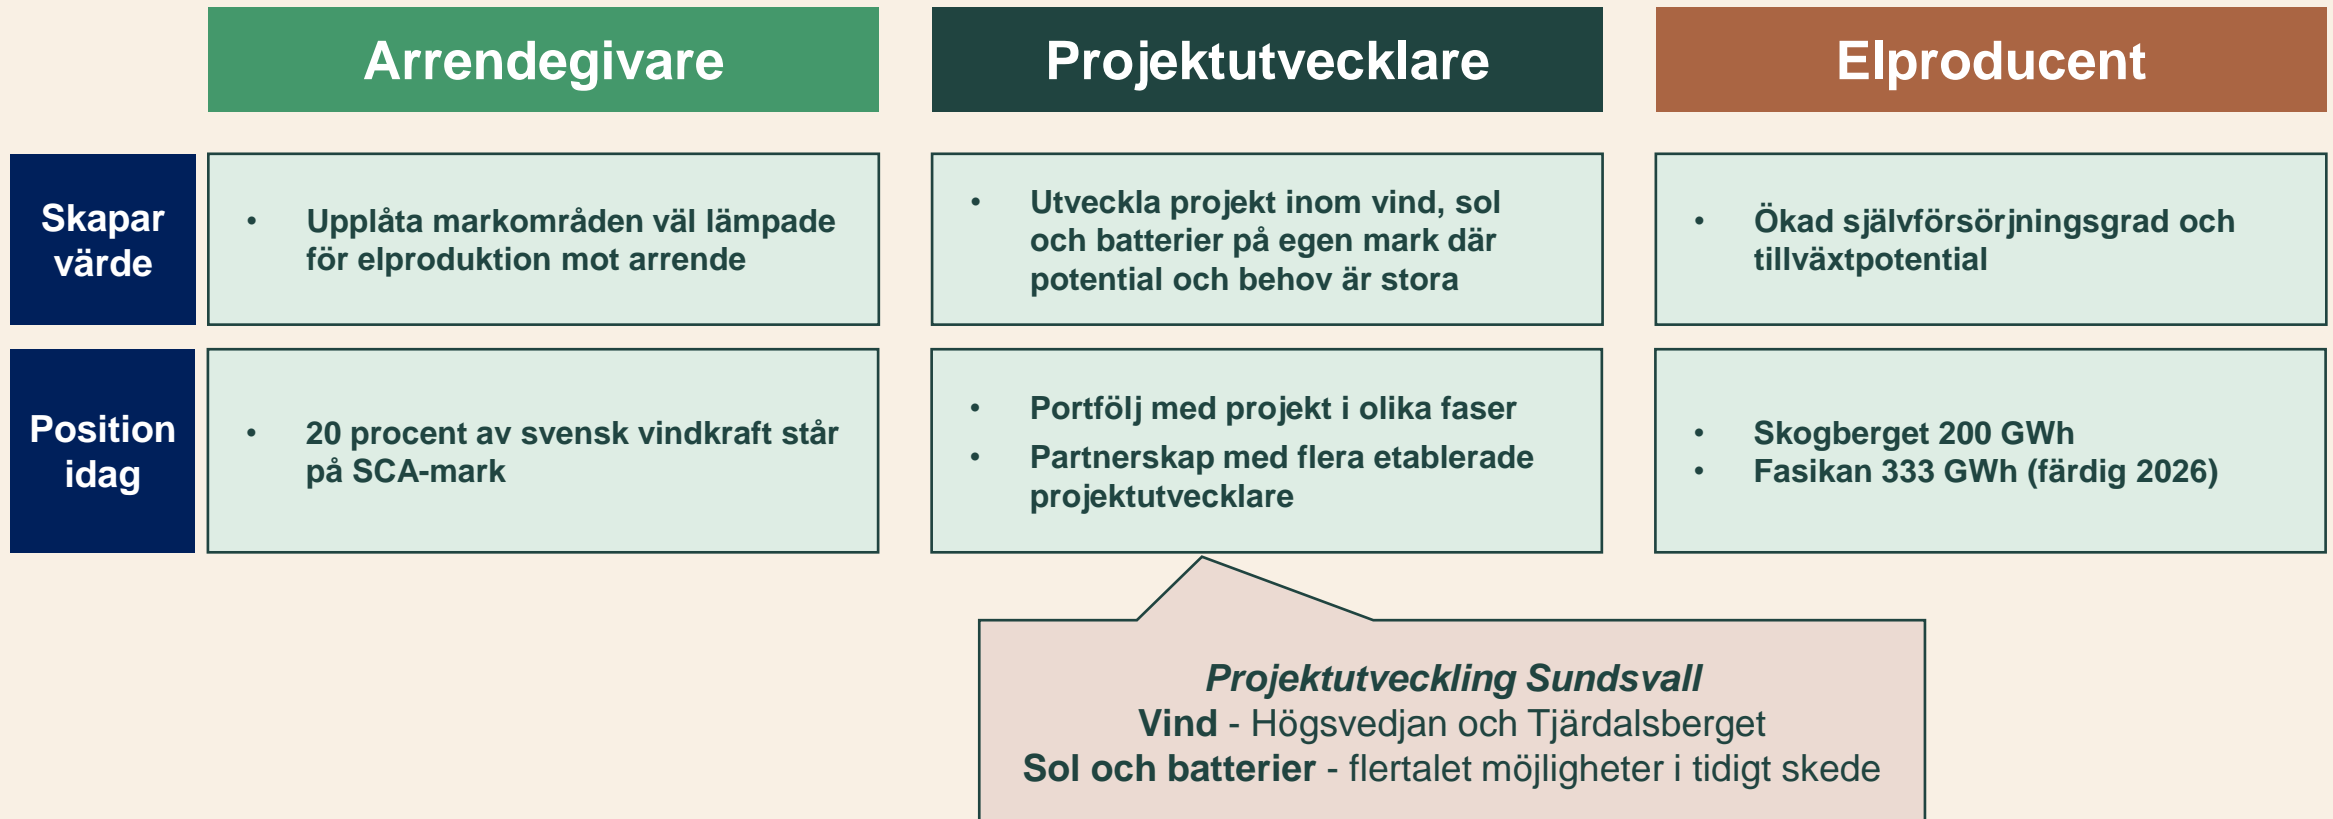 Arrendegivare
Projektutvecklare
Elproducent
Skapar
värde
• Upplåta markområden väl lämpade
för elproduktion mot arrende
• Utveckla projekt inom vind, sol
och batterier på egen mark där
potential och behov är stora
• Ökad självförsörjningsgrad och
tillväxtpotential
Position
idag
• 20 procent av svensk vindkraft står
på SCA-mark
• Portfölj med projekt i olika faser
• Partnerskap med flera etablerade
projektutvecklare
• Skogberget 200 GWh
• Fasikan 333 GWh (färdig 2026)
Projektutveckling Sundsvall
Vind - Högsvedjan och Tjärdalsberget
Sol och batterier - flertalet möjligheter i tidigt skede